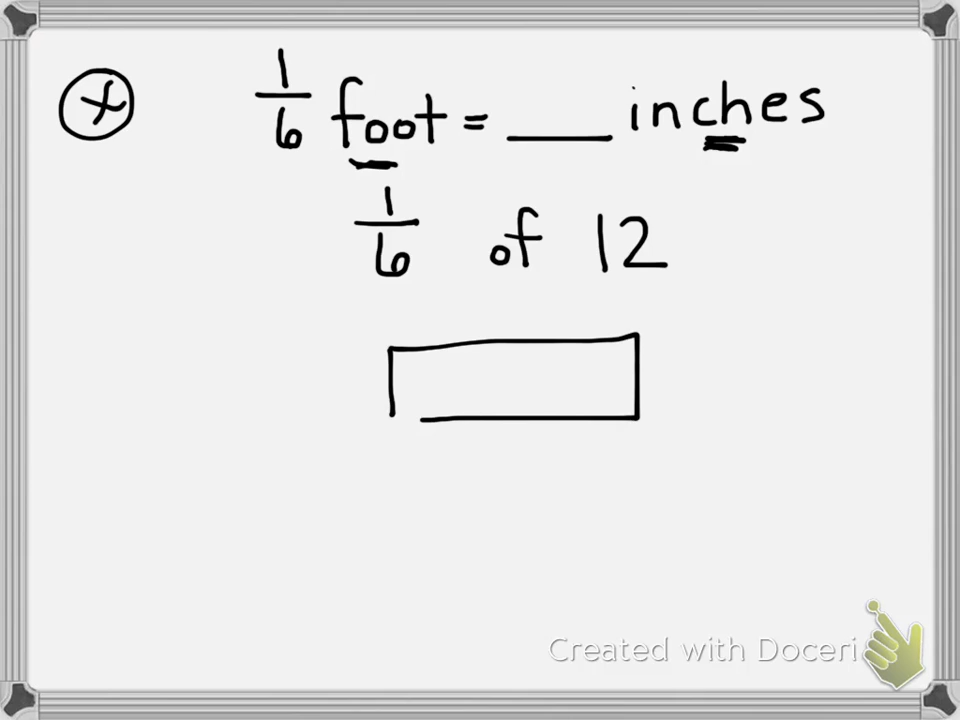 f 1/6 foot = ___ inches
1/6 of 12
Created with Doceri